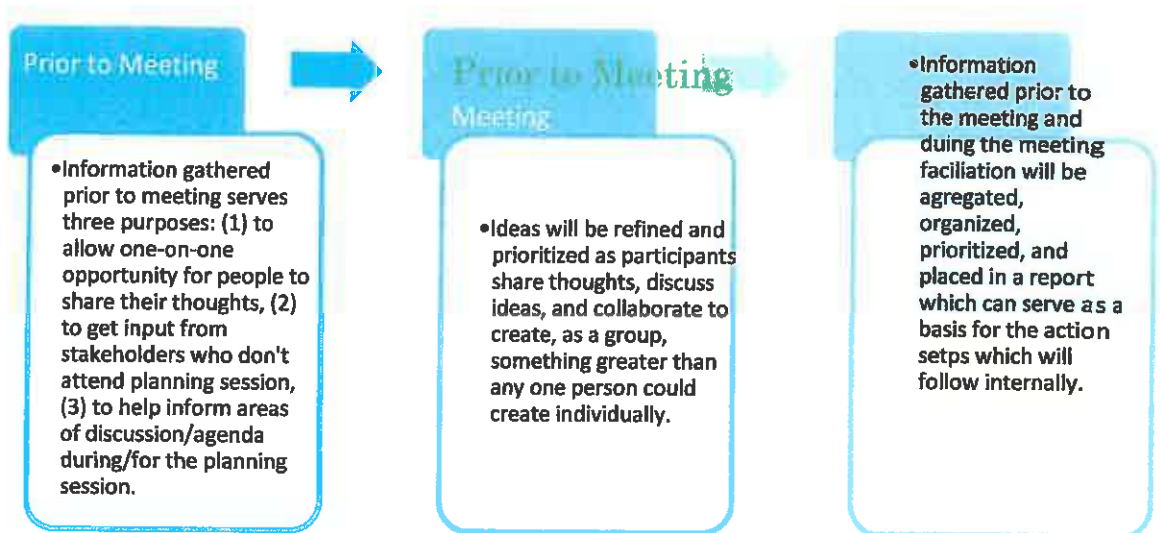 Prior to Meeting
•Information gathered
prior to meeting serves
three purposes: (1) to
allow one-on-one
opportunity for people to
share their thoughts, (2)
to get input from
stakeholders who don't
attend planning session,
(3) to help inform areas
of discussion/agenda
during/for the planning
session.
Prior to Meeting
Meeting
•Ideas will be refined and
prioritized as participants
share thoughts, discuss
ideas, and collaborate to
create, as a group,
something greater than
any one person could
create individually.
•Information
gathered prior to
the meeting and
duing the meeting
faciliation will be
agregated,
organized,
prioritized, and
placed in a report
which can serve as a
basis for the action
setps which will
follow internally.